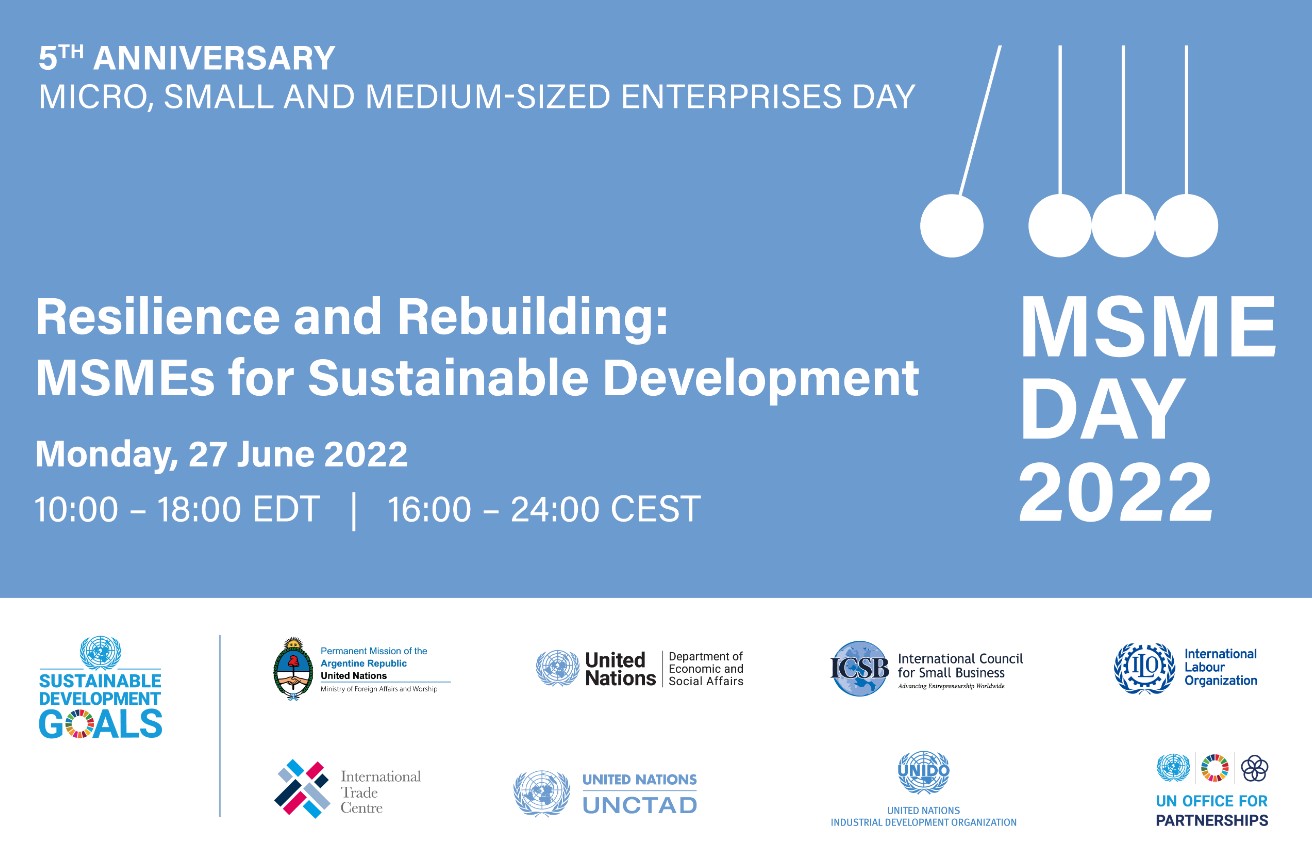 5TH ANNIVERSARY
MICRO, SMALL AND MEDIUM-SIZED ENTERPRISES DAY
Resilience and Rebuilding:
MSMEs for Sustainable Development
Monday, 27 June 2022
10:00 – 18:00 EDT | 16:00 – 24:00 CEST
MSME
DAY
2022
SUSTAINABLE
DEVELOPMENT
GOALS
Permanent Mission of the
Argentine Republic
United Nations
Ministry of Foreign Affairs and Worship
United
Nations
Department of
Economic and
Social Affairs
ICSB
International Council
for Small Business
Advancing Entrepreneurship Worldwide
ILO
International
Labour
Organization
International
Trade
Centre
UNITED NATIONS
UNCTAD
UNIDO
UNITED NATIONS
INDUSTRIAL DEVELOPMENT ORGANIZATION
UN OFFICE FOR
PARTNERSHIPS